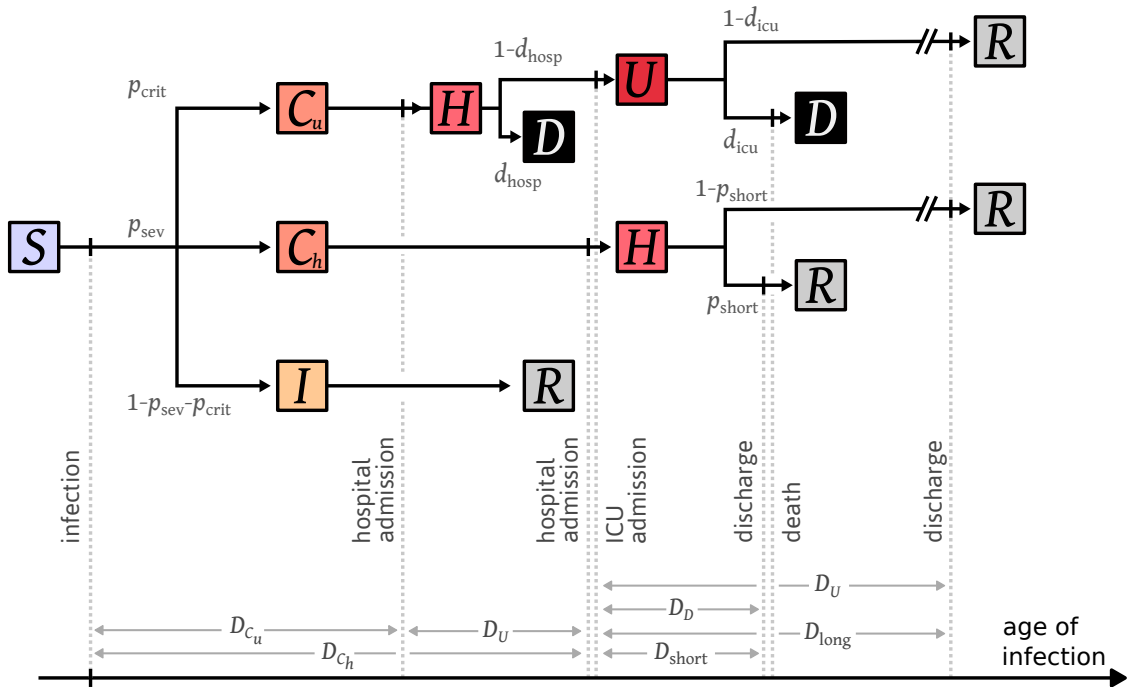 1-d_icu
R
1-d_hosp
U
p_crit
C_u
H
D
D
d_icu
d_hosp
1-p_short
R
p_sev
S
C_h
H
R
p_short
I
R
1-p_sev-p_crit
infection
hospital
admission
hospital
admission
ICU
admission
discharge
death
discharge
D_U
D_D
D_C_u
D_U
D_long
D_C_h
D_short
age of
infection